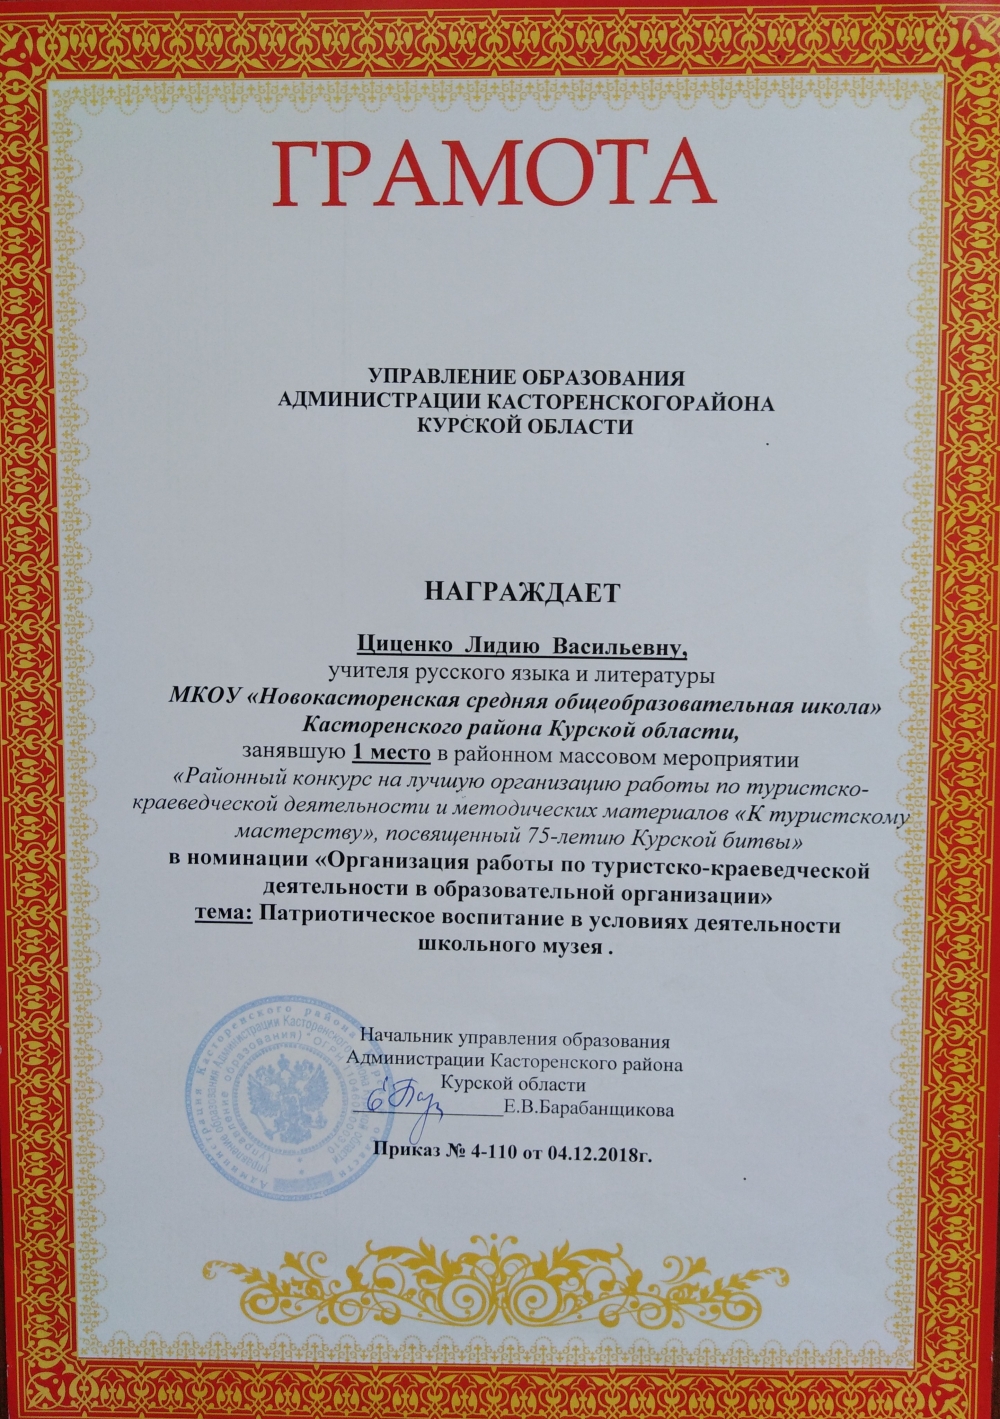 ГРАМОТА
УПРАВЛЕНИЕ ОБРАЗОВАНИЯ
АДМИНИСТРАЦИИ КАСТОРЕНСКОГОРАЙОНА
КУРСКОЙ ОБЛАСТИ
НАГРАЖДАЕТ
Циценко Лидию Васильевну,
учителя русского языка и литературы
МКОУ «Новокасторенская средняя общеобразовательная школа»
Касторенского района Курской области,
занявшую 1 место в районном массовом мероприятии
«Районный конкурс на лучшую организацию работы по туристско-
краеведческой деятельности и методических материалов «К туристскому
мастерству», посвященный 75-летию Курской битвы»
в номинации «Организация работы по туристско-краеведческой
деятельности в образовательной организации»
тема: Патриотическое воспитание в условиях деятельности
школьного музея .
Начальник управления образования
Администрации Касторенского района
Курской области
Е.В.Барабанщикова
Приказ № 4-110 от 04.12.2018г.